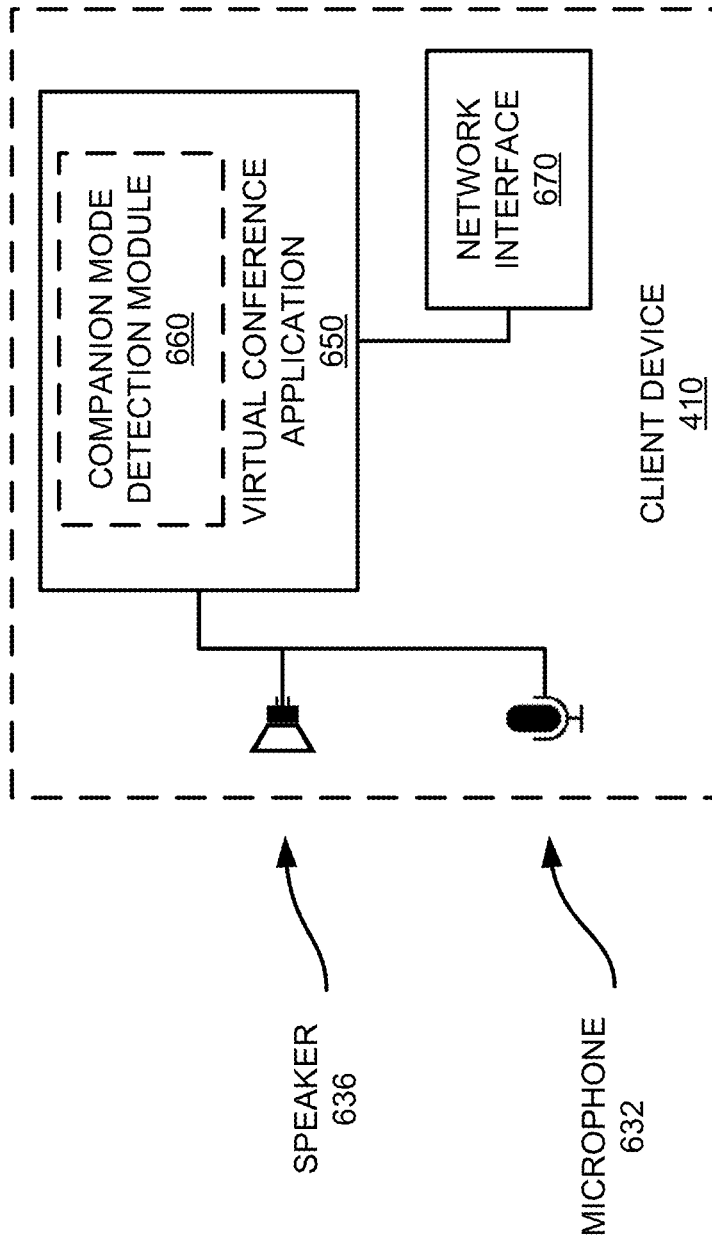 COMPANION MODE
DETECTION MODULE
660
VIRTUAL CONFERENCE
APPLICATION
650
NETWORK
INTERFACE
670
CLIENT DEVICE
410
SPEAKER
636
MICROPHONE
632